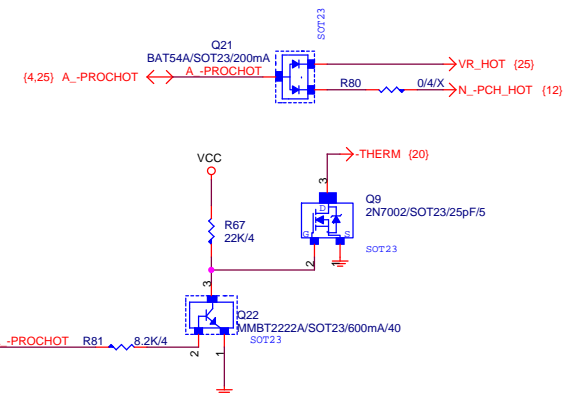 SOT23
Q21
BAT54A/SOT23/200mA
{4,25} A_-PROCHOT
A_-PROCHOT
VR_HOT {25}
R80
0/4/X
N_-PCH_HOT {12}
VCC
-THERM {20}
3
Q9
2N7002/SOT23/25pF/5
D
G
S
SOT23
R67
22K/4
2
1
3
Q22
MMBT2222A/SOT23/600mA/40
SOT23
_-PROCHOT
R81
8.2K/4
2
1